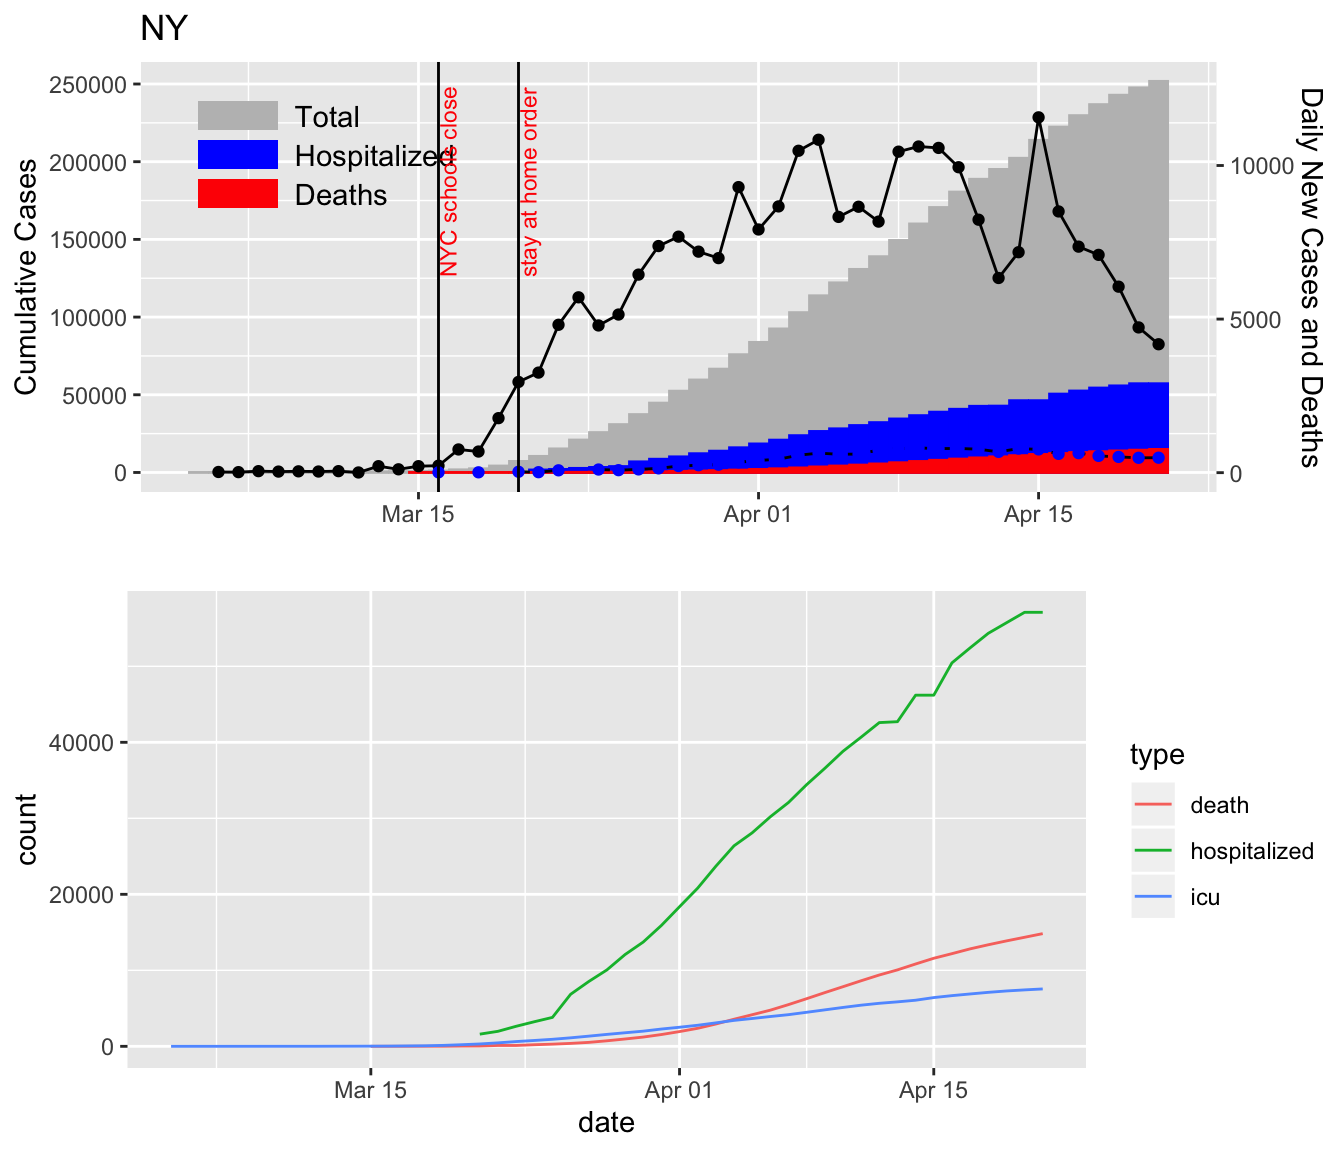 NY
250000
200000
150000
100000
50000
0
Cumulative Cases
Total
Hospitalized
Deaths
NYC schools close
stay at home order
10000
5000
0
Daily New Cases and Deaths
Mar 15
Apr 01
Apr 15
40000
20000
0
count
Mar 15
Apr 01
Apr 15
date
type
death
hospitalized
icu